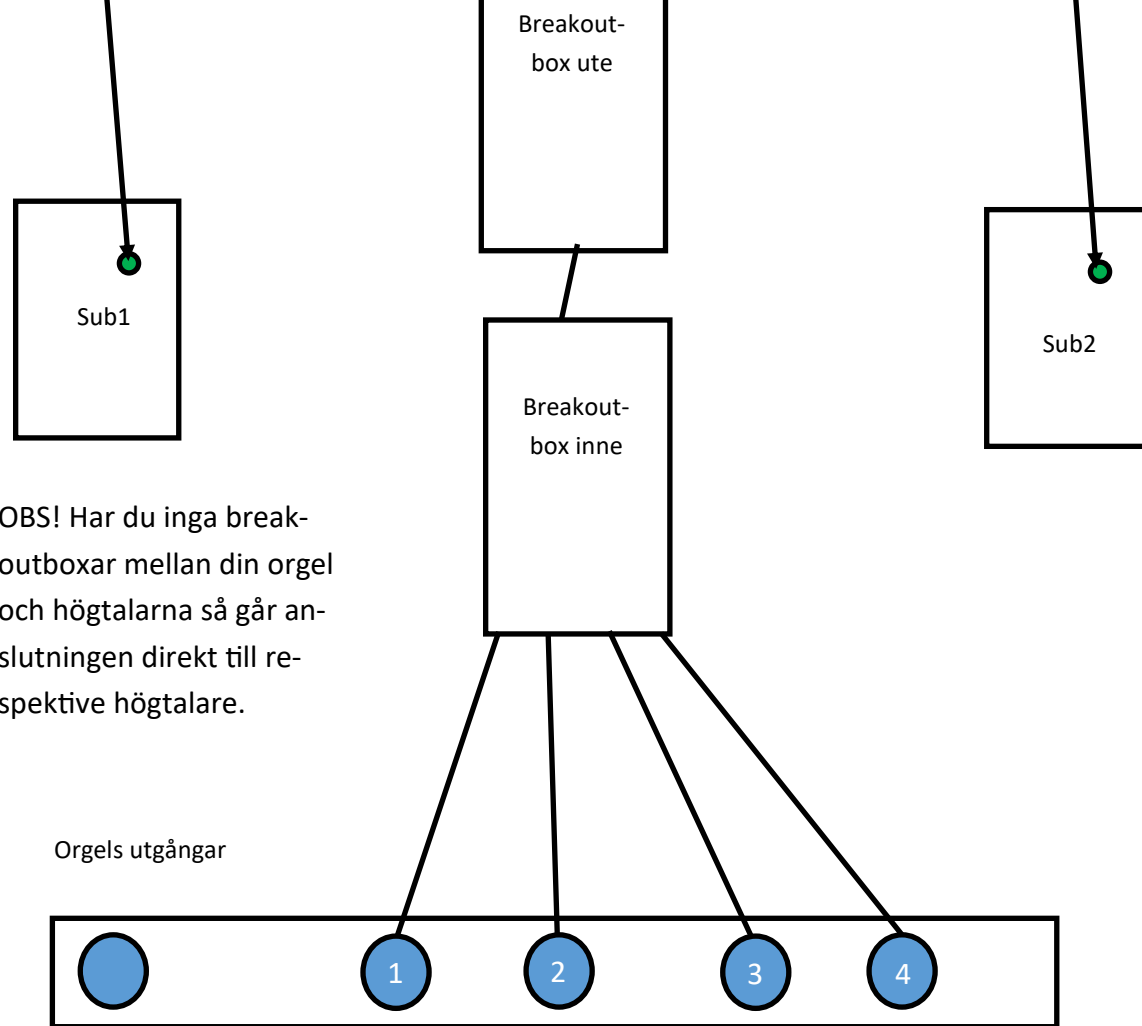 Breakout-
box ute
Sub1
Sub2
Breakout-
box inne
OBS! Har du inga break-
outboxar mellan din orgel
och högtalarna så går an-
slutningen direkt till re-
spektive högtalare.
Orgels utgångar
1
2
3
4